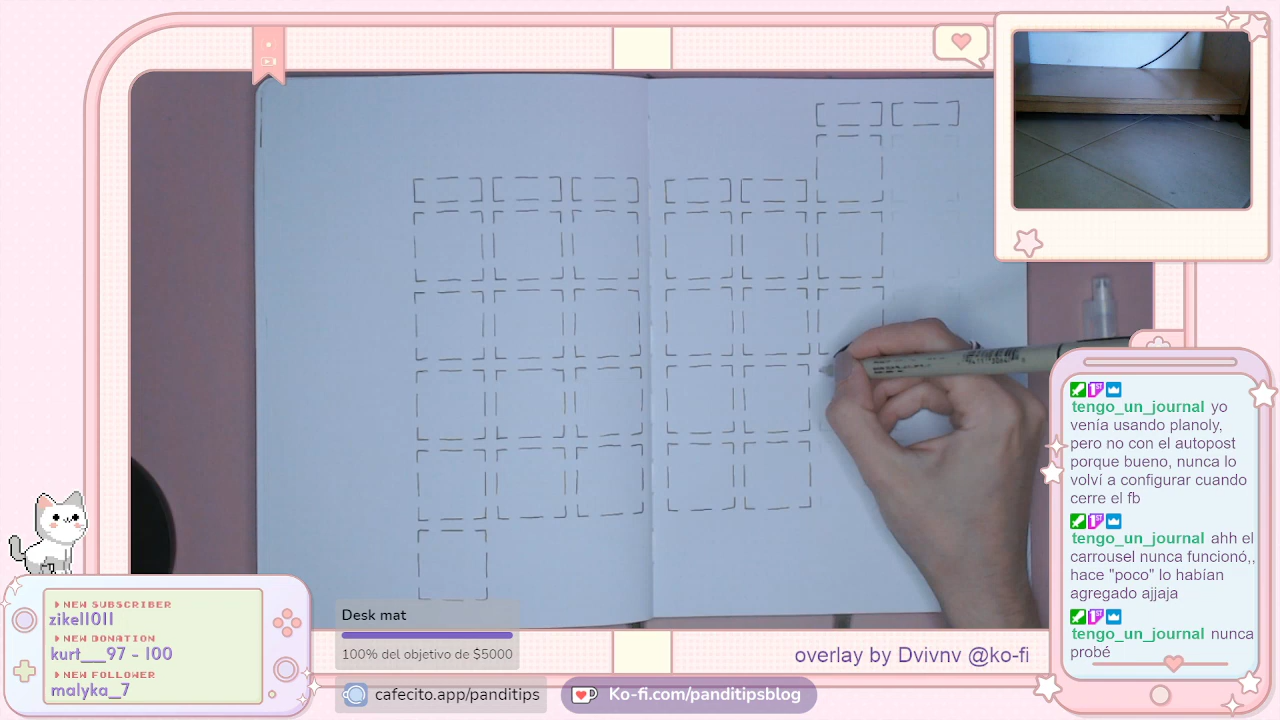 tengo_un_journal yo
venía usando planoly,
pero no con el autopost
porque bueno, nunca lo
volví a configurar cuando
cerre el fb
tengo_un_journal ahh el
carrousel nunca funcionó,,
hace "poco" lo habían
agregado ajjaja
tengo_un_journal nunca
probé
NEW SUBSCRIBER
zikell0ll
NEW DONATION
kurt__97 - 100
NEW FOLLOWER
malyka_7
Desk mat
100% del objetivo de $5000
overlay by Dvivnv @ko-fi
cafecito.app/panditips
Ko-fi.com/panditipsblog